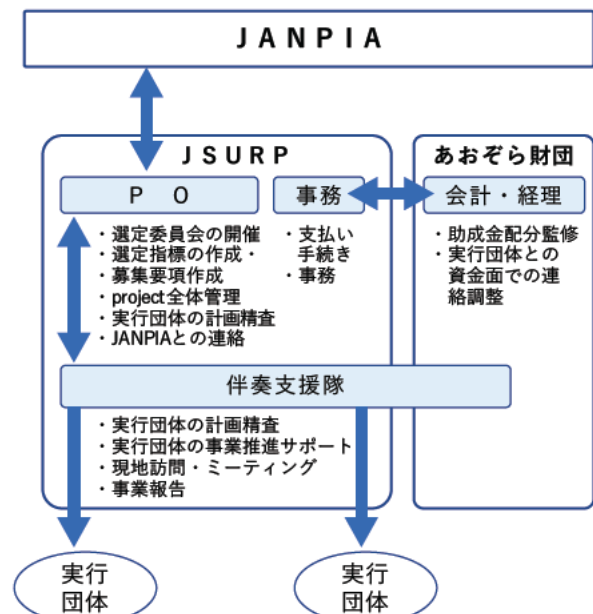 JANPIA
JSURP
あおぞら財団
PO
事務
会計・経理
・選定委員会の開催
・選定指標の作成・
・募集要項作成
・project全体管理
・実行団体の計画精査
・JANPIAとの連絡
・支払い
手続き
・事務
・助成金配分監修
・実行団体との
資金面での連
絡調整
伴奏支援隊
・実行団体の計画精査
・実行団体の事業推進サポート
・現地訪問・ミーティング
・事業報告
実行
団体
実行
団体